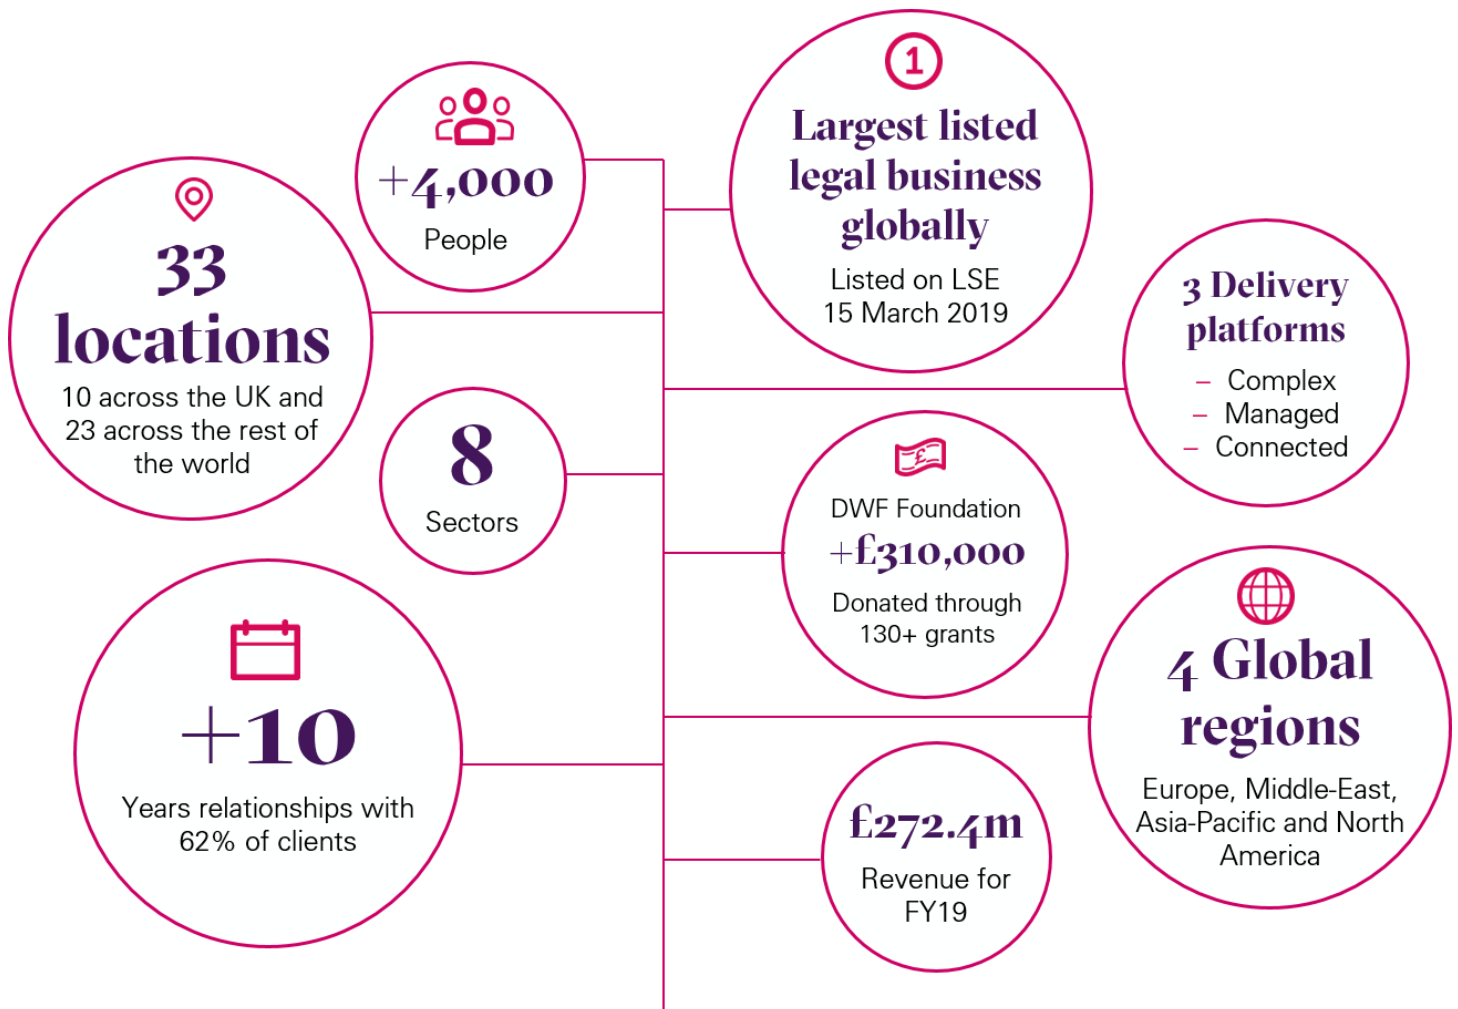 1
Largest listed
legal business
globally
Listed on LSE
15 March 2019
+4,000
People
33
locations
10 across the UK and
23 across the rest of
the world
3 Delivery
platforms
– Complex
– Managed
– Connected
8
Sectors
£
DWF Foundation
+£310,000
Donated through
130+ grants
4 Global
regions
Europe, Middle-East,
Asia-Pacific and North
America
+10
Years relationships with
62% of clients
£272.4m
Revenue for
FY19